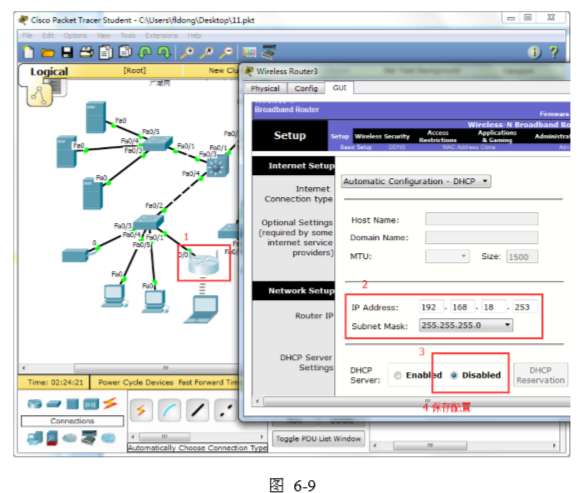 Cisco Packet Tracer Student - C:\Users\fldong\Desktop\11.pkt
File Edit Options View Tools Extensions Help
Logical [Root] New Clu
广域网
Fa0/5
Fa0
Fa0/4
Fa0/3
Fa0/1
Fa0/1
Fa0
Fa0/4
Fa0/2
Fa0/3
Fa0/4
Fa0/1
Fa0/5
0
1
0/0
Fa0
Fa0
Time: 02:24:21 Power Cycle Devices Fast Forward Time
Connections
Automatically Choose Connection Type
Toggle PDU List Window
Wireless Router3
Physical Config GUI
Broadband Router
Firmware
Wireless-N Broadband Ro
Setup
Setup Wireless Security Access Restrictions Applications & Gaming Administrat
Basic Setup DDNS MAC Address Clone Adv
Internet Setup
Internet Connection type
Automatic Configuration - DHCP
Optional Settings
(required by some
internet service
providers)
Host Name:
Domain Name:
MTU: Size: 1500
Network Setup
2
Router IP
IP Address: 192 . 168 . 18 . 253
Subnet Mask: 255.255.255.0
3
DHCP Server
Settings
DHCP Server: Enabled Disabled DHCP Reservation
4 保存配置
图 6-9